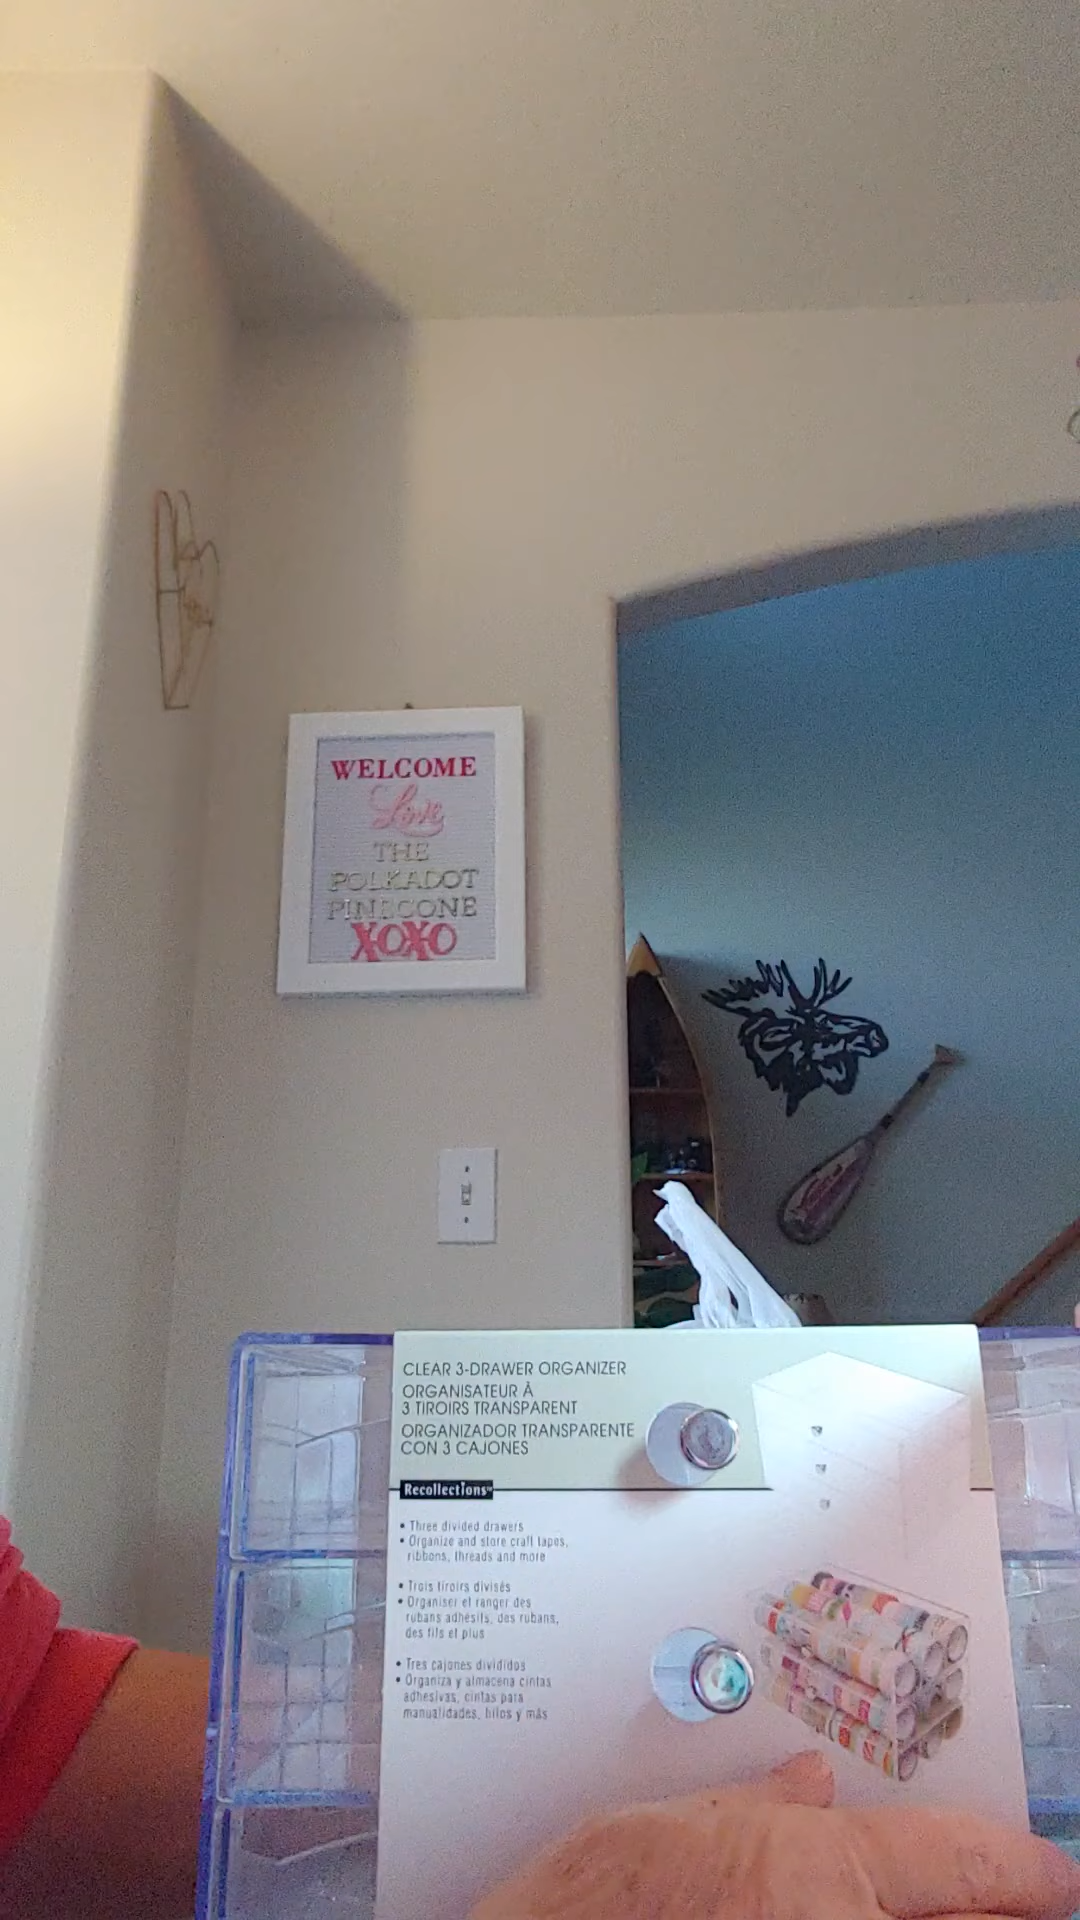 WELCOME
Love
THE
POLKADOT
PINECONE
XOXO
CLEAR 3-DRAWER ORGANIZER
ORGANISATEUR À
3 TIROIRS TRANSPARENT
ORGANIZADOR TRANSPARENTE
CON 3 CAJONES
Recollections™
• Three divided drawers
• Organize and store craft tapes,
ribbons, threads and more
• Trois tiroirs divisés
• Organiser et ranger des
rubans adhésifs, des rubans,
des fils et plus
• Tres cajones divididos
• Organiza y almacena cintas
adhesivas, cintas para
manualidades, hilos y más